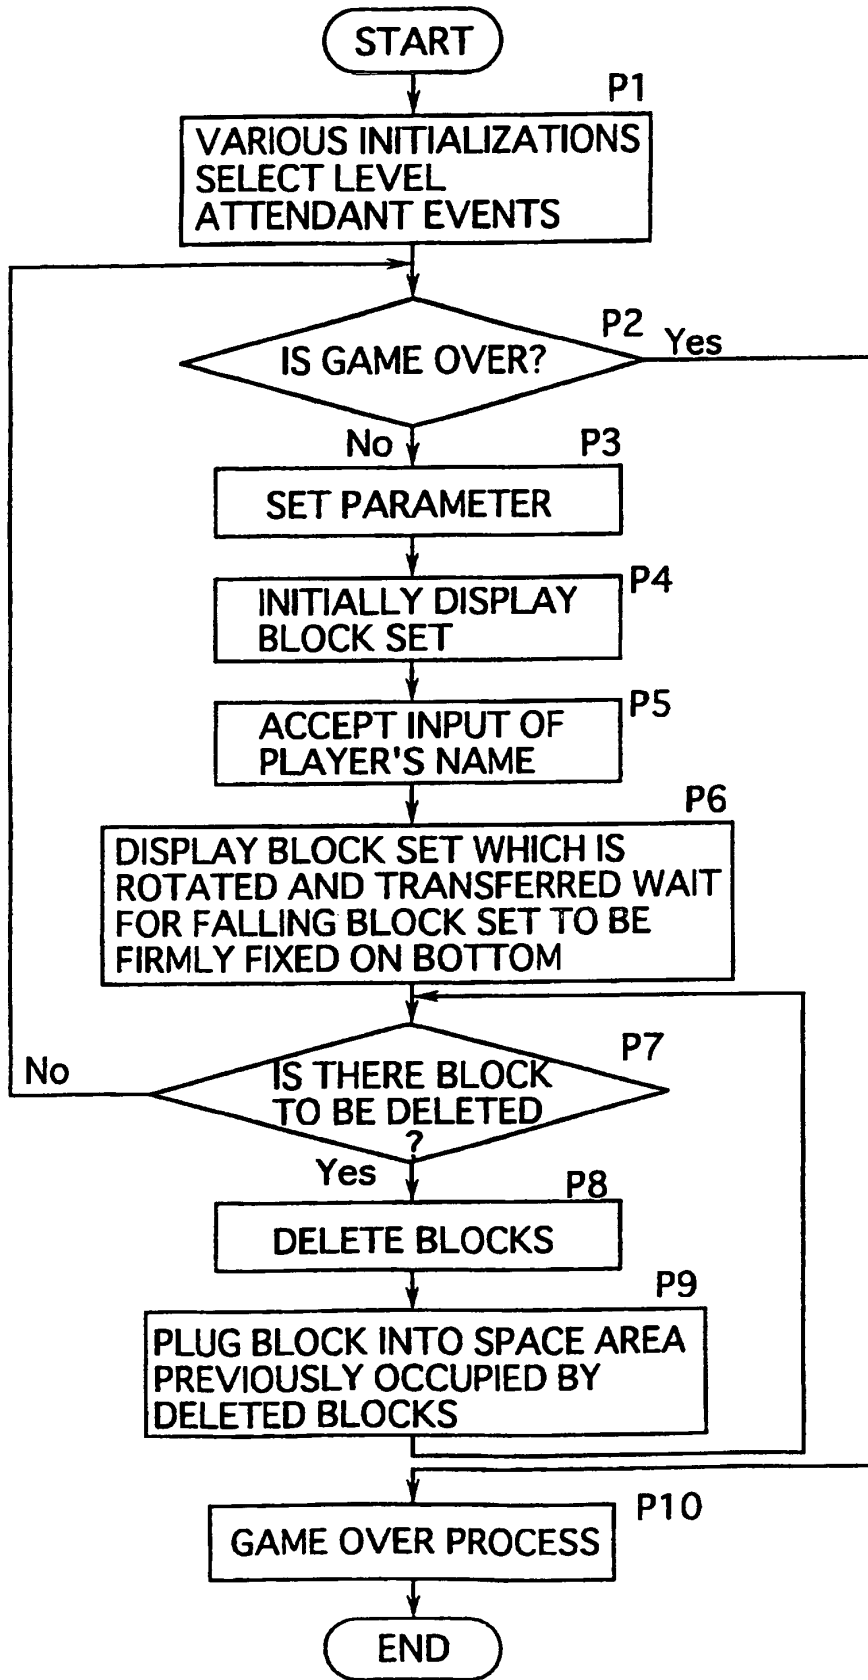 START
P1
VARIOUS INITIALIZATIONS
SELECT LEVEL
ATTENDANT EVENTS
P2
IS GAME OVER?
Yes
No
P3
SET PARAMETER
P4
INITIALLY DISPLAY
BLOCK SET
P5
ACCEPT INPUT OF
PLAYER'S NAME
P6
DISPLAY BLOCK SET WHICH IS
ROTATED AND TRANSFERRED WAIT
FOR FALLING BLOCK SET TO BE
FIRMLY FIXED ON BOTTOM
P7
No
IS THERE BLOCK
TO BE DELETED
?
Yes
P8
DELETE BLOCKS
P9
PLUG BLOCK INTO SPACE AREA
PREVIOUSLY OCCUPIED BY
DELETED BLOCKS
P10
GAME OVER PROCESS
END